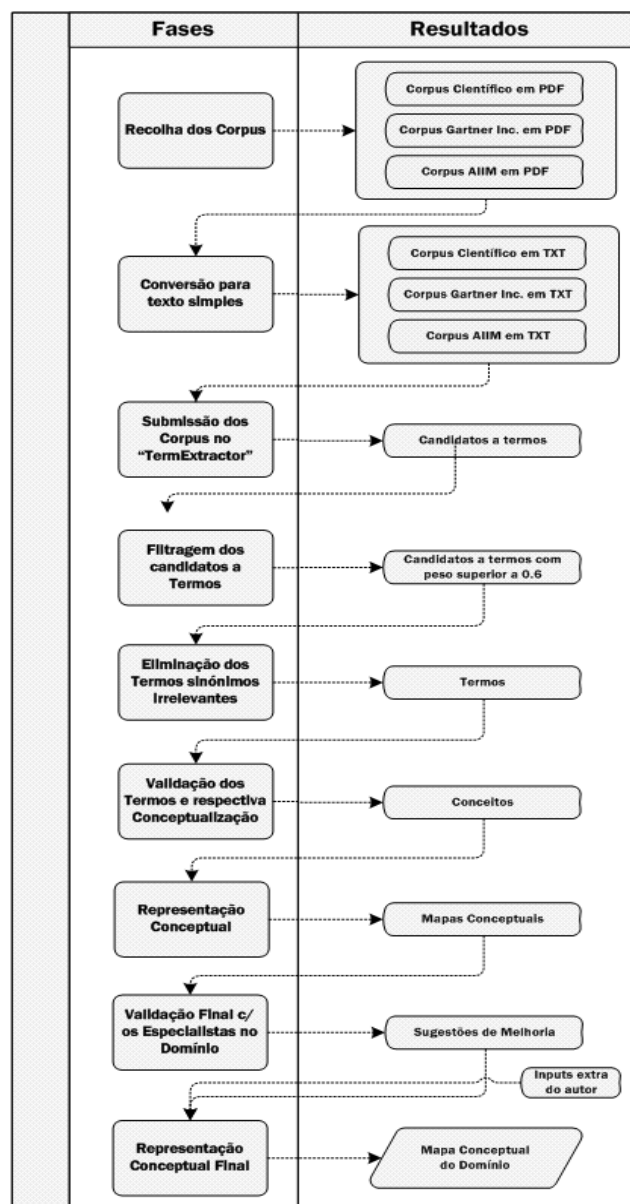 Fases
Resultados
Recolha dos Corpus
Corpus Científico em PDF
Corpus Gartner Inc. em PDF
Corpus AIIM em PDF
Conversão para
texto simples
Corpus Científico em TXT
Corpus Gartner Inc. em TXT
Corpus AIIM em TXT
Submissão dos
Corpus no
“TermExtractor”
Candidatos a termos
Filtragem dos
candidatos a
Termos
Candidatos a termos com
peso superior a 0.6
Eliminação dos
Termos sinónimos
irrelevantes
Termos
Validação dos
Termos e respectiva
Conceptualização
Conceitos
Representação
Conceptual
Mapas Conceptuais
Validação Final c/
os Especialistas no
Domínio
Sugestões de Melhoria
Inputs extra
do autor
Representação
Conceptual Final
Mapa Conceptual
do Domínio